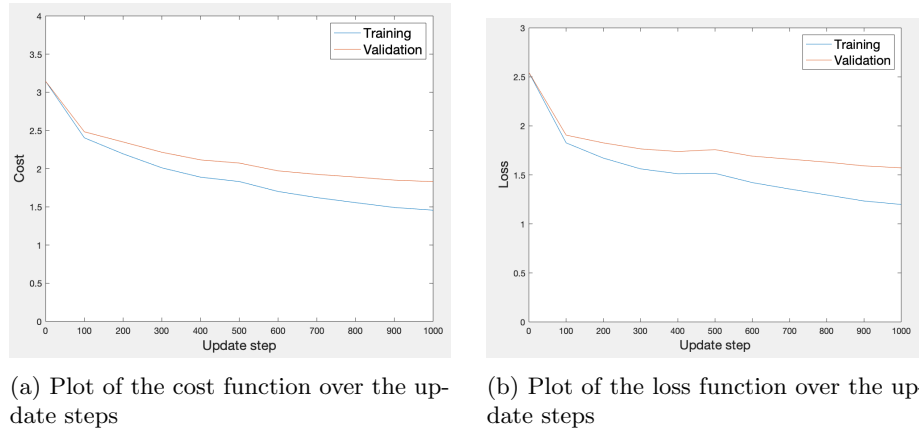 4
3.5
3
2.5
2
1.5
1
0.5
0
Cost
Training
Validation
0 100 200 300 400 500 600 700 800 900 1000
Update step
(a) Plot of the cost function over the up-
date steps
3
2.5
2
1.5
1
0.5
0
Loss
Training
Validation
0 100 200 300 400 500 600 700 800 900 1000
Update step
(b) Plot of the loss function over the up-
date steps